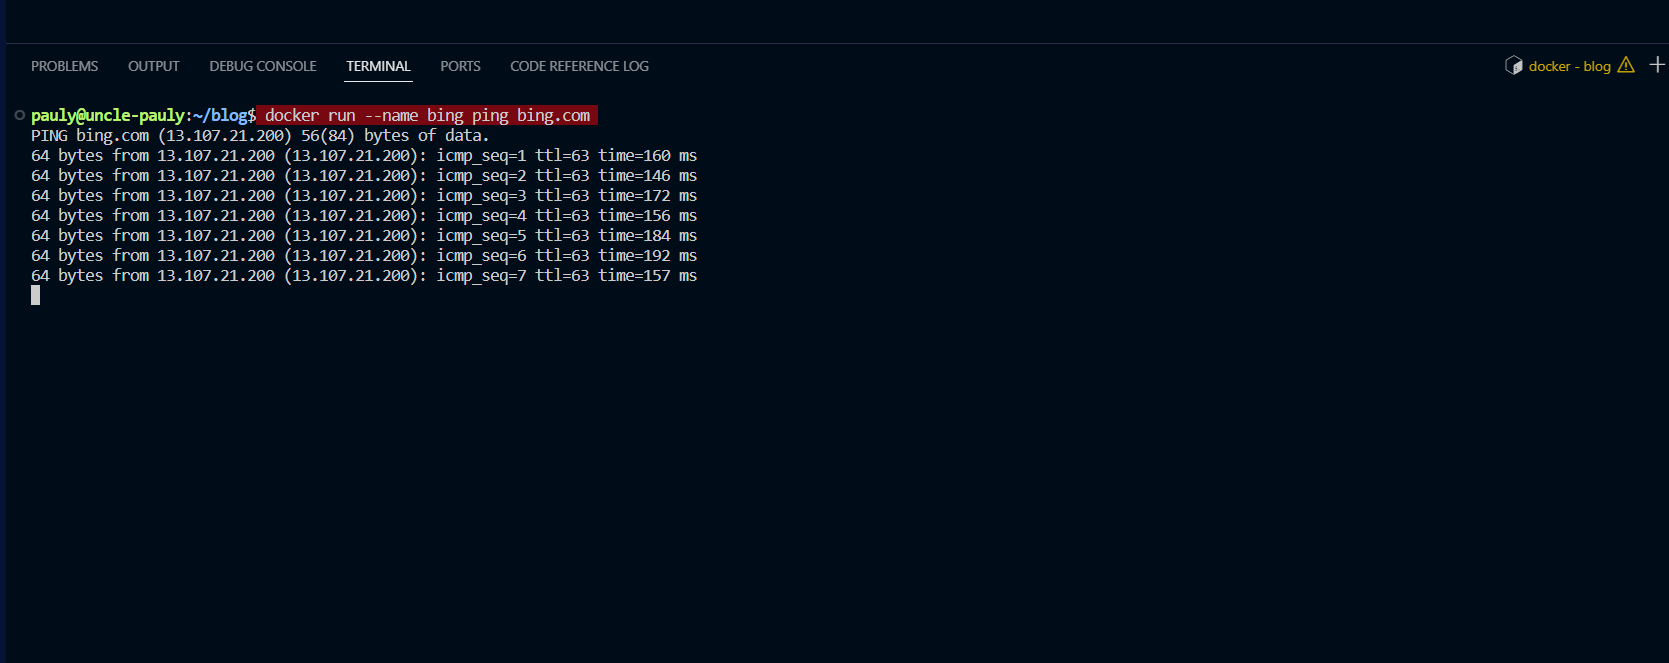 PROBLEMS OUTPUT DEBUG CONSOLE TERMINAL PORTS CODE REFERENCE LOG docker - blog
pauly@uncle-pauly:~/blog$ docker run --name bing ping bing.com
PING bing.com (13.107.21.200) 56(84) bytes of data.
64 bytes from 13.107.21.200 (13.107.21.200): icmp_seq=1 ttl=63 time=160 ms
64 bytes from 13.107.21.200 (13.107.21.200): icmp_seq=2 ttl=63 time=146 ms
64 bytes from 13.107.21.200 (13.107.21.200): icmp_seq=3 ttl=63 time=172 ms
64 bytes from 13.107.21.200 (13.107.21.200): icmp_seq=4 ttl=63 time=156 ms
64 bytes from 13.107.21.200 (13.107.21.200): icmp_seq=5 ttl=63 time=184 ms
64 bytes from 13.107.21.200 (13.107.21.200): icmp_seq=6 ttl=63 time=192 ms
64 bytes from 13.107.21.200 (13.107.21.200): icmp_seq=7 ttl=63 time=157 ms